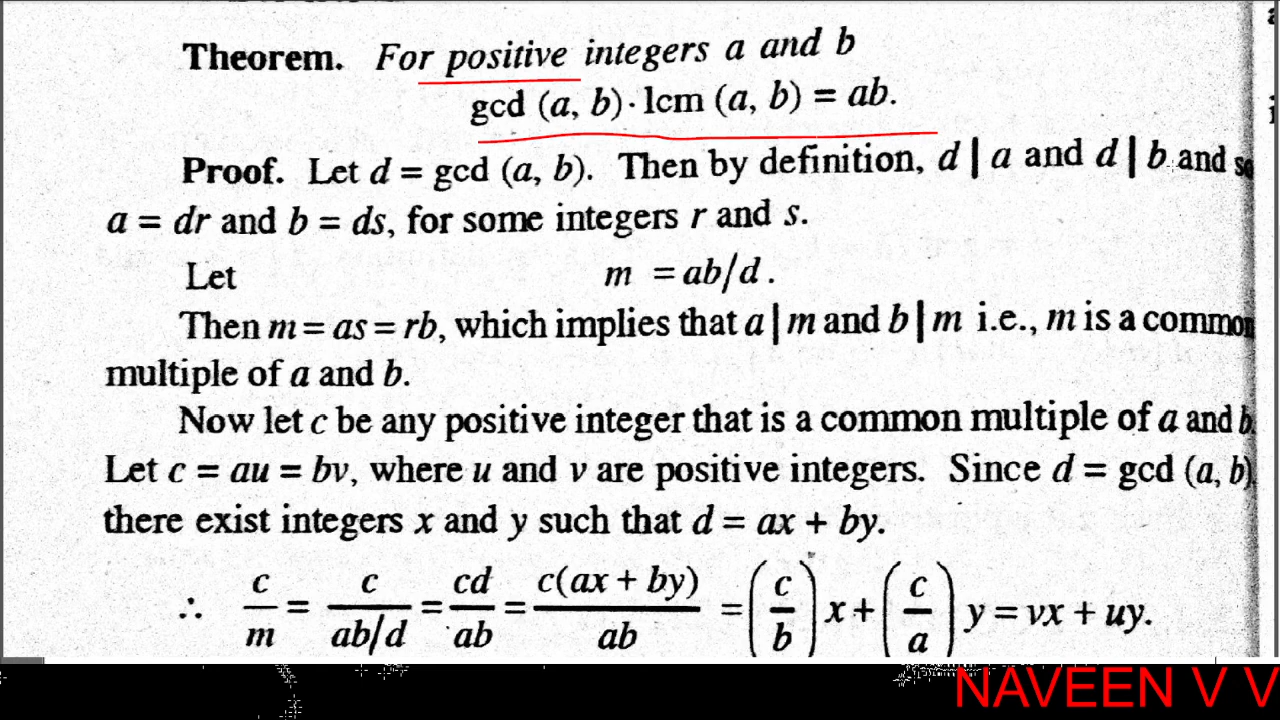 Theorem. For positive integers a and b
gcd (a, b) · lcm (a, b) = ab.
Proof. Let d = gcd (a, b). Then by definition, d | a and d | b and so
a = dr and b = ds, for some integers r and s.
Let m = ab/d.
Then m = as = rb, which implies that a | m and b | m i.e., m is a common
multiple of a and b.
Now let c be any positive integer that is a common multiple of a and b.
Let c = au = bv, where u and v are positive integers. Since d = gcd (a, b)
there exist integers x and y such that d = ax + by.
∴ c/m = c/(ab/d) = cd/ab = c(ax + by)/ab = (c/b) x + (c/a) y = vx + uy.
NAVEEN V V